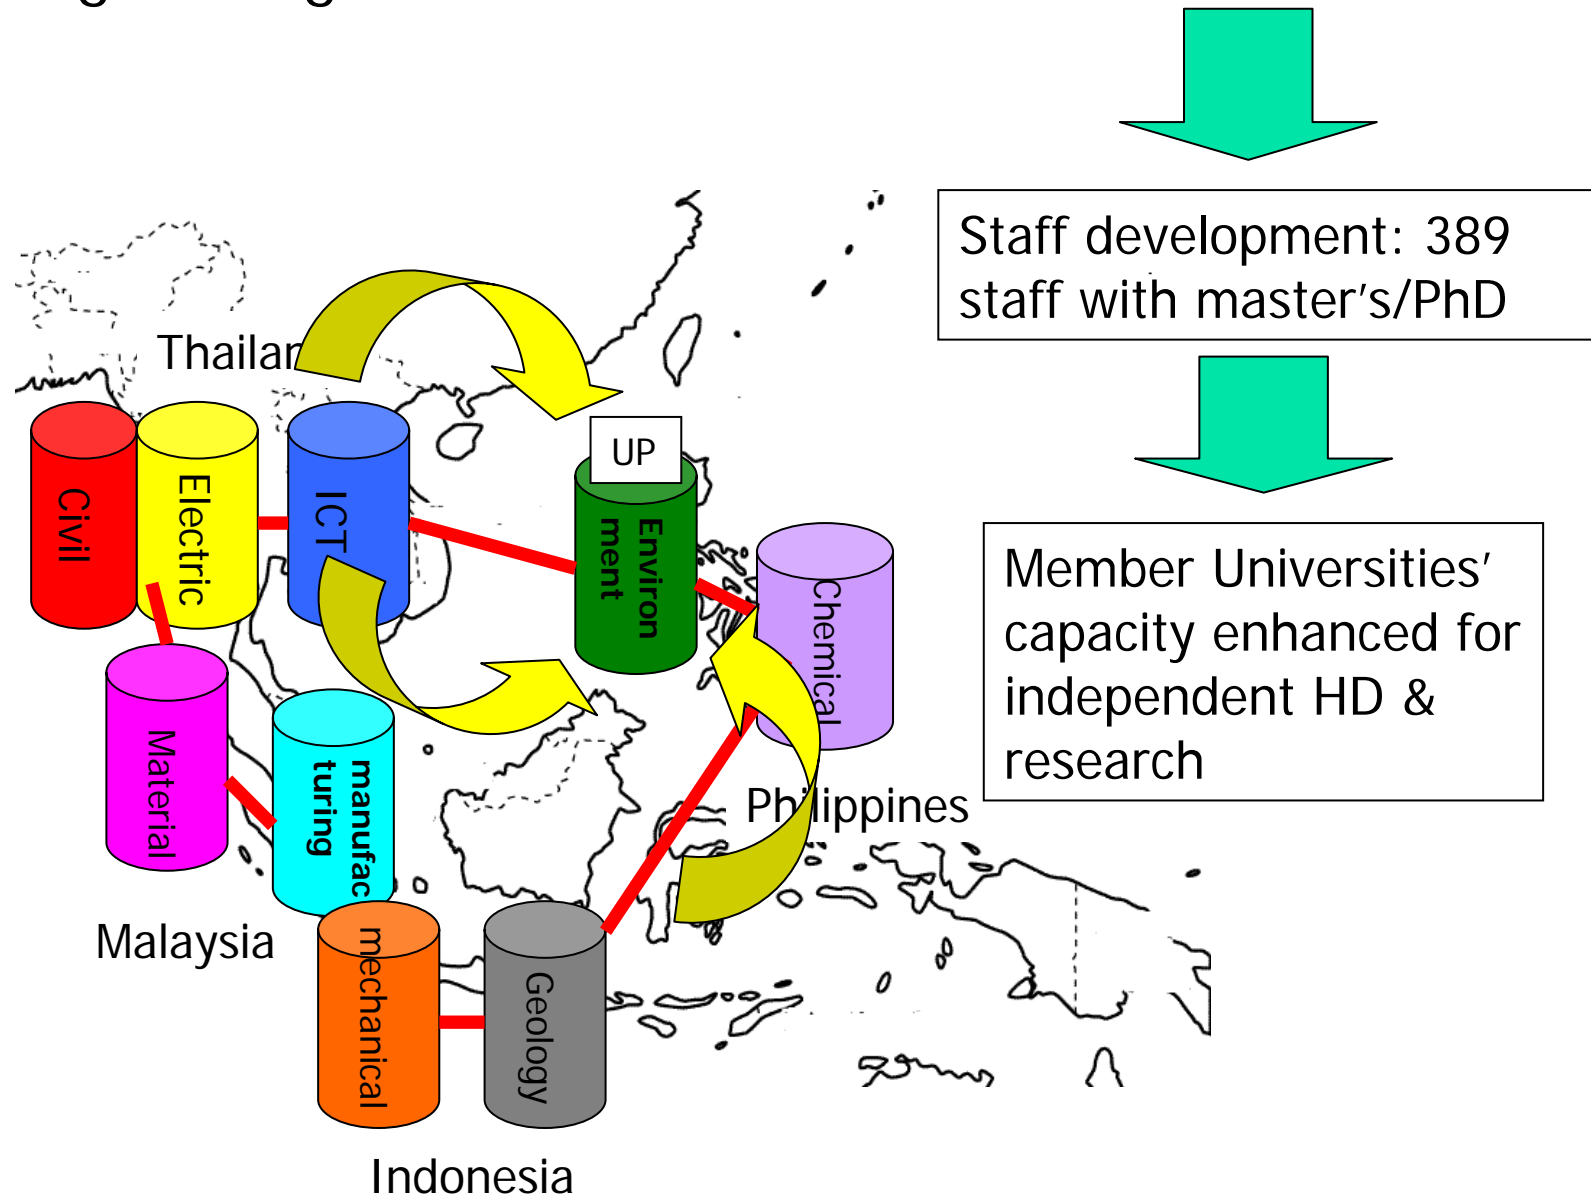 Staff development: 389
staff with master's/PhD
Thailan
UP
Civil
Electric
ICT
Environ
ment
Chemical
Member Universities'
capacity enhanced for
independent HD &
research
Material
manufac
turing
Philippines
Malaysia
mechanical
Geology
Indonesia